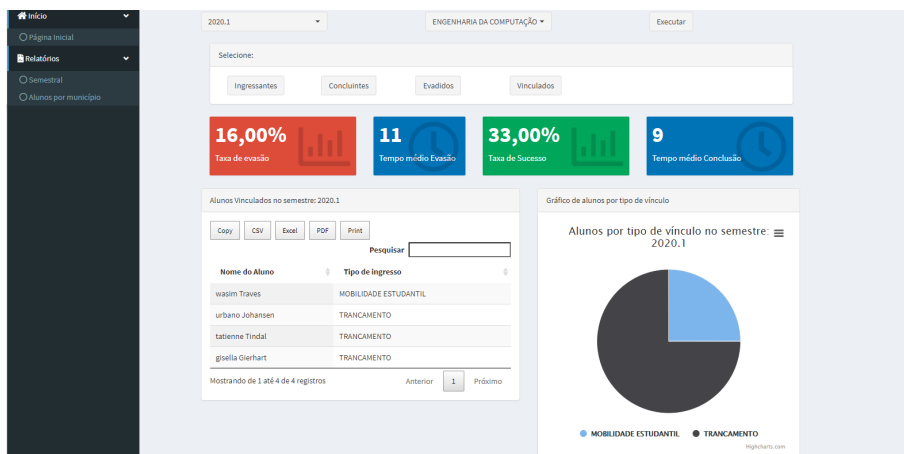 Início
Página Inicial
Relatórios
Semestral
Alunos por município
2020.1
ENGENHARIA DA COMPUTAÇÃO
Executar
Selecione:
Ingressantes
Concluintes
Evadidos
Vinculados
16,00%
Taxa de evasão
11
Tempo médio Evasão
33,00%
Taxa de Sucesso
9
Tempo médio Conclusão
Alunos Vinculados no semestre: 2020.1
Copy CSV Excel PDF Print
Pesquisar
Nome do Aluno Tipo de ingresso
wasim Traves MOBILIDADE ESTUDANTIL
urbano Johansen TRANCAMENTO
tatienne Tindal TRANCAMENTO
gisella Gierhart TRANCAMENTO
Mostrando de 1 até 4 de 4 registros
Anterior 1 Próximo
Gráfico de alunos por tipo de vínculo
Alunos por tipo de vínculo no semestre:
2020.1
MOBILIDADE ESTUDANTIL TRANCAMENTO
Highcharts.com